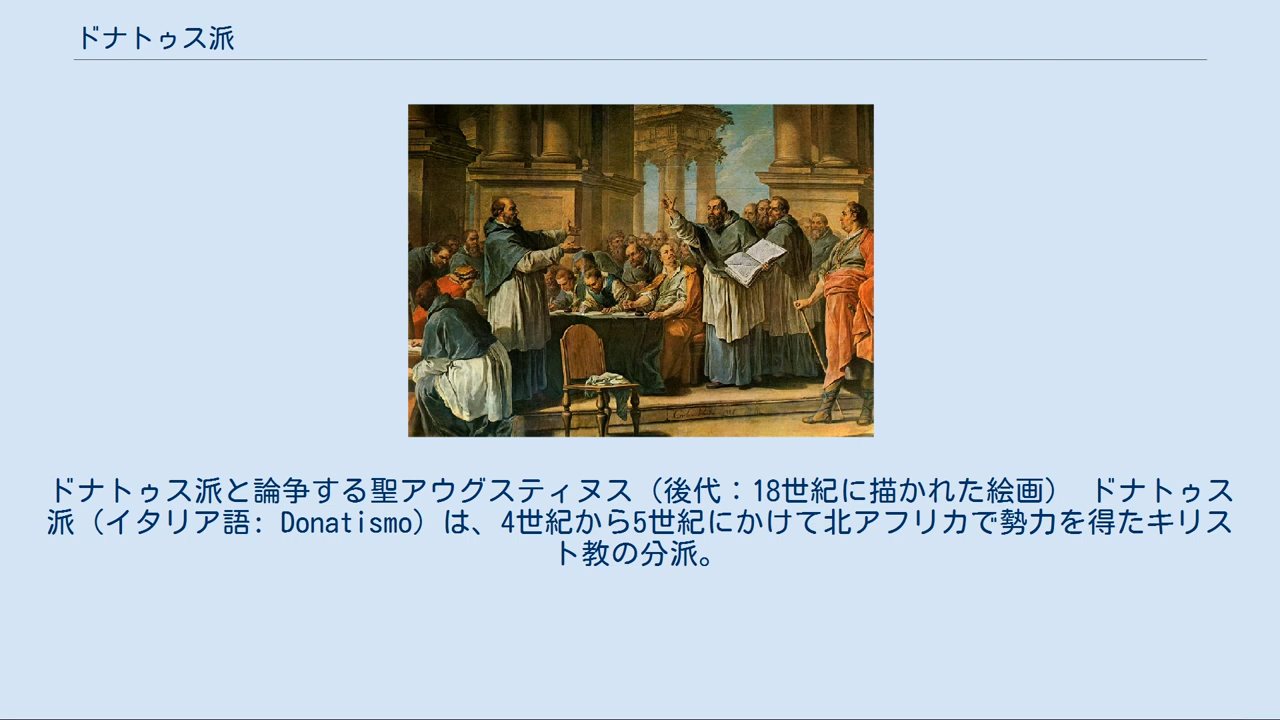 ドナトゥス派
ドナトゥス派と論争する聖アウグスティヌス（後代：18世紀に描かれた絵画） ドナトゥス
派（イタリア語: Donatismo）は、4世紀から5世紀にかけて北アフリカで勢力を得たキリス
ト教の分派。